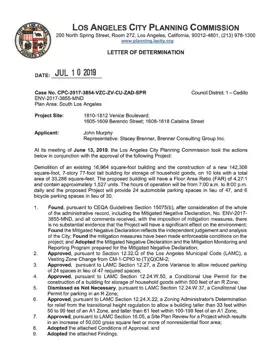 LOS ANGELES CITY PLANNING COMMISSION
200 North Spring Street, Room 272, Los Angeles, California, 90012-4801, (213) 978-1300
www.planning.lacity.org
LETTER OF DETERMINATION
DATE: JUL 10 2019
Case No. CPC-2017-3854-VZC-ZV-CU-ZAD-SPR
Council District: 1 – Cedillo
ENV-2017-3855-MND
Plan Area: South Los Angeles
Project Site: 1810-1812 Venice Boulevard;
1605-1609 Berendo Street; 1608-1618 Catalina Street
Applicant: John Murphy
Representative: Stacey Brenner, Brenner Consulting Group Inc.
At its meeting of June 13, 2019, the Los Angeles City Planning Commission took the actions
below in conjunction with the approval of the following Project:
Demolition of an existing 16,964 square-foot building and the construction of a new 142,306
square-foot, 7-story 77-foot tall building for storage of household goods, on 10 lots with a total
area of 33,288 square feet. The proposed building will have a Floor Area Ratio (FAR) of 4.27:1
and contain approximately 1,527 units. The hours of operation will be from 7:00 a.m. to 8:00 p.m.
daily and the proposed Project will provide 24 automobile parking spaces in lieu of 47, and 6
bicycle parking spaces in lieu of 30.
1. Found, pursuant to CEQA Guidelines Section 15075(b), after consideration of the whole
of the administrative record, including the Mitigated Negative Declaration, No. ENV-2017-
3855-MND, and all comments received, with the imposition of mitigation measures, there
is no substantial evidence that the Project will have a significant effect on the environment;
Found the Mitigated Negative Declaration reflects the independent judgement and analysis
of the City; Found the mitigation measures have been made enforceable conditions on the
project; and Adopted the Mitigated Negative Declaration and the Mitigation Monitoring and
Reporting Program prepared for the Mitigated Negative Declaration;
2. Approved, pursuant to Section 12.32.Q of the Los Angeles Municipal Code (LAMC), a
Vesting Zone Change from CM-1-CPIO to (T)(Q)CM-2;
3. Approved, pursuant to LAMC Section 12.27, a Zone Variance to allow reduced parking
of 24 spaces in lieu of 47 required spaces;
4. Approved, pursuant to LAMC Section 12.24.W.50, a Conditional Use Permit for the
construction of a building for storage of household goods within 500 feet of an R Zone;
5. Dismissed as Not Necessary, pursuant to LAMC Section 12.24.W.37, a Conditional Use
Permit for parking in an R Zone;
6. Approved, pursuant to LAMC Section 12.24.X.22, a Zoning Administrator's Determination
for relief from the transitional height regulation to allow a building taller than 33 feet within
50 to 99 feet of an A1 Zone, and taller than 61 feet within 100-199 feet of an A1 Zone;
7. Approved, pursuant to LAMC Section 16.05, a Site Plan Review for a Project which results
in an increase of 50,000 gross square feet or more of nonresidential floor area;
8. Adopted the attached Conditions of Approval; and
9. Adopted the attached Findings.